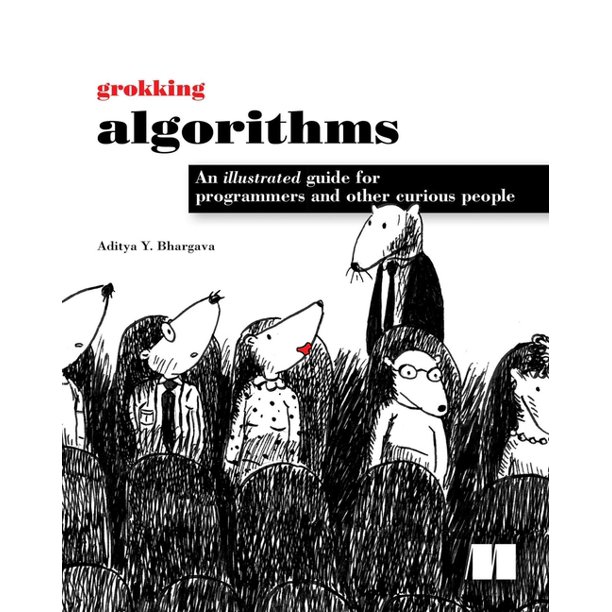 grokking
algorithms
An illustrated guide for
programmers and other curious people
Aditya Y. Bhargava